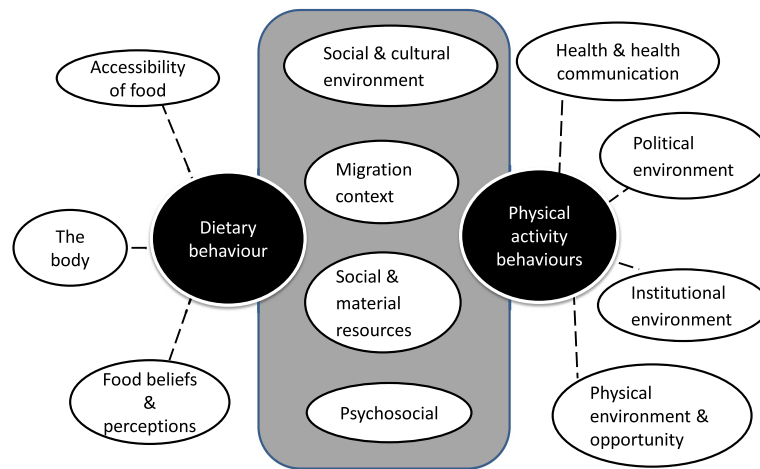 Accessibility
of food
The
body
Food beliefs
&
perceptions
Dietary
behaviour
Social & cultural
environment
Migration
context
Social &
material
resources
Psychosocial
Physical
activity
behaviours
Health & health
communication
Political
environment
Institutional
environment
Physical
environment &
opportunity